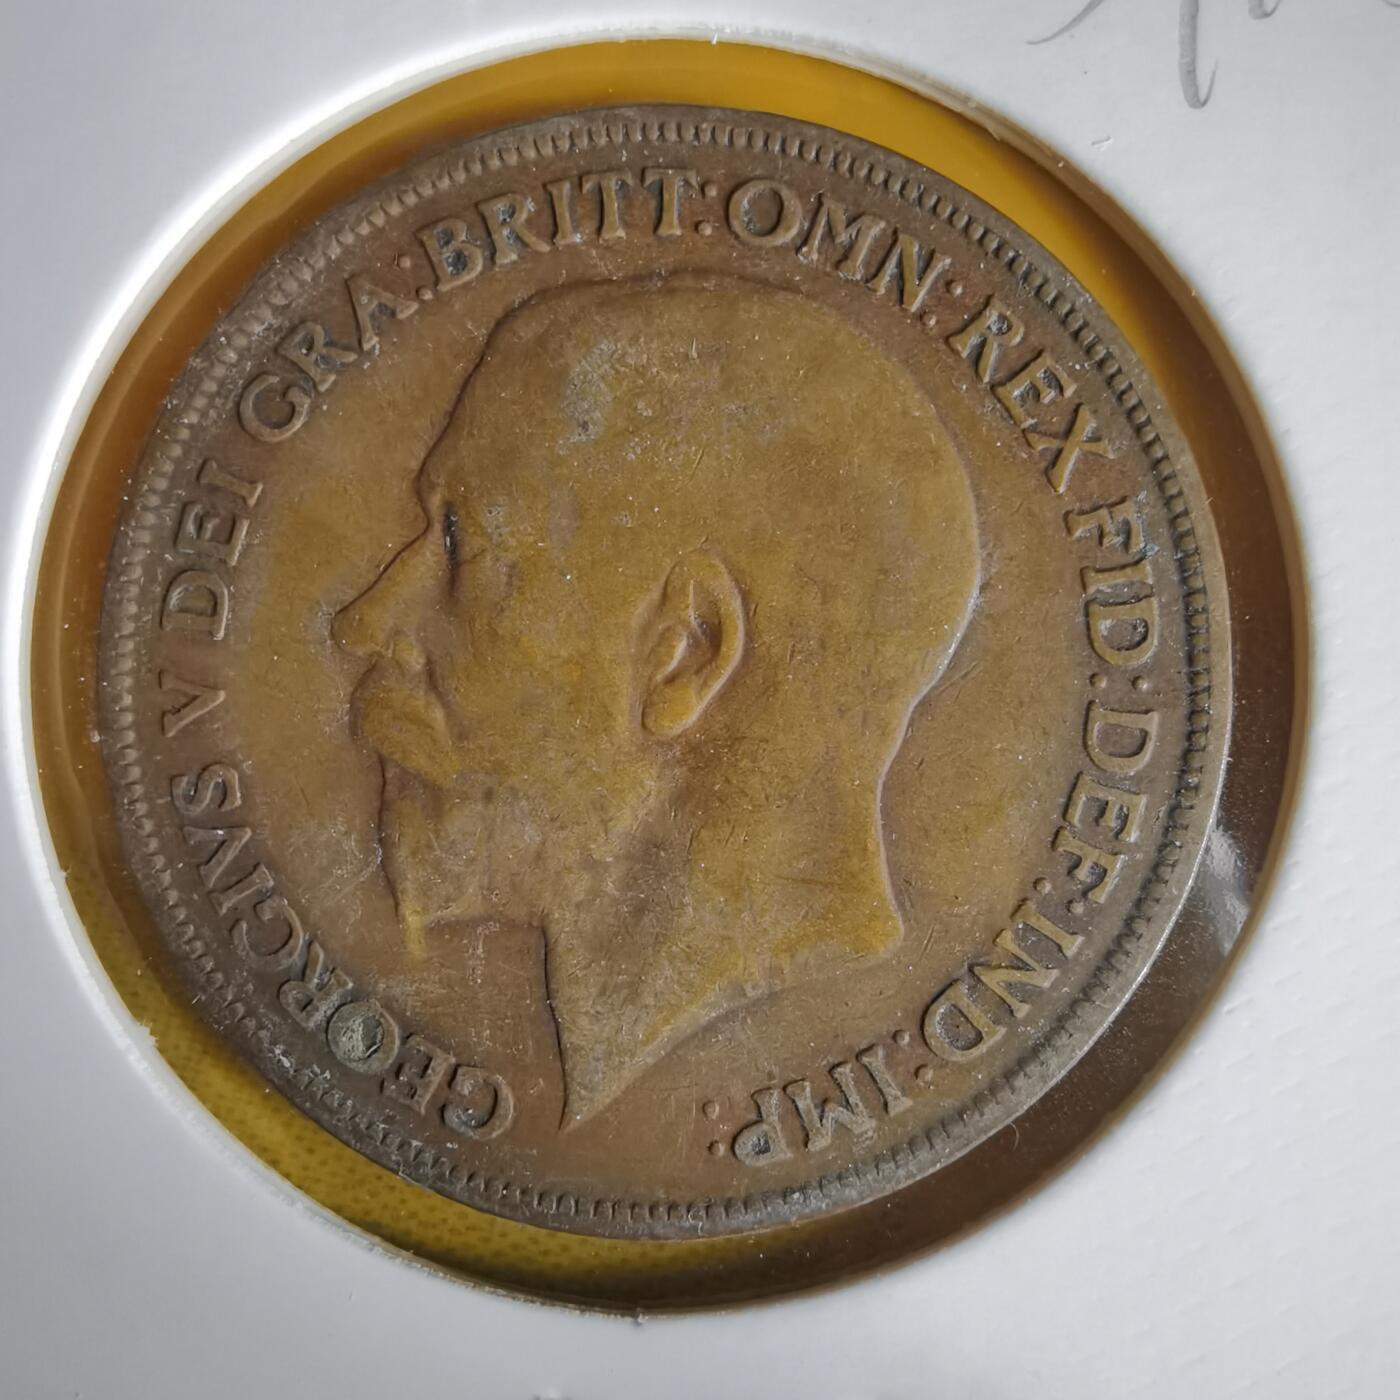 GEORGIVS V DEI GRA: BRITT: OMN: REX FID: DEF: IND: IMP: